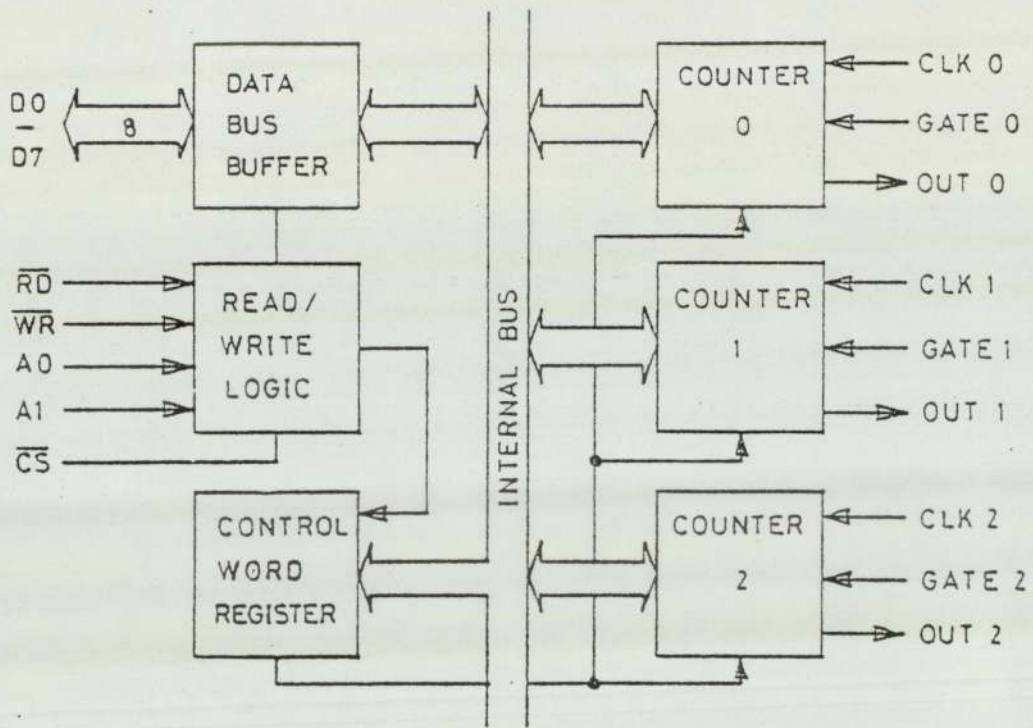 D0
-
D7
8
DATA
BUS
BUFFER
RD
WR
A0
A1
CS
READ/
WRITE
LOGIC
CONTROL
WORD
REGISTER
INTERNAL BUS
COUNTER
0
CLK 0
GATE 0
OUT 0
COUNTER
1
CLK 1
GATE 1
OUT 1
COUNTER
2
CLK 2
GATE 2
OUT 2